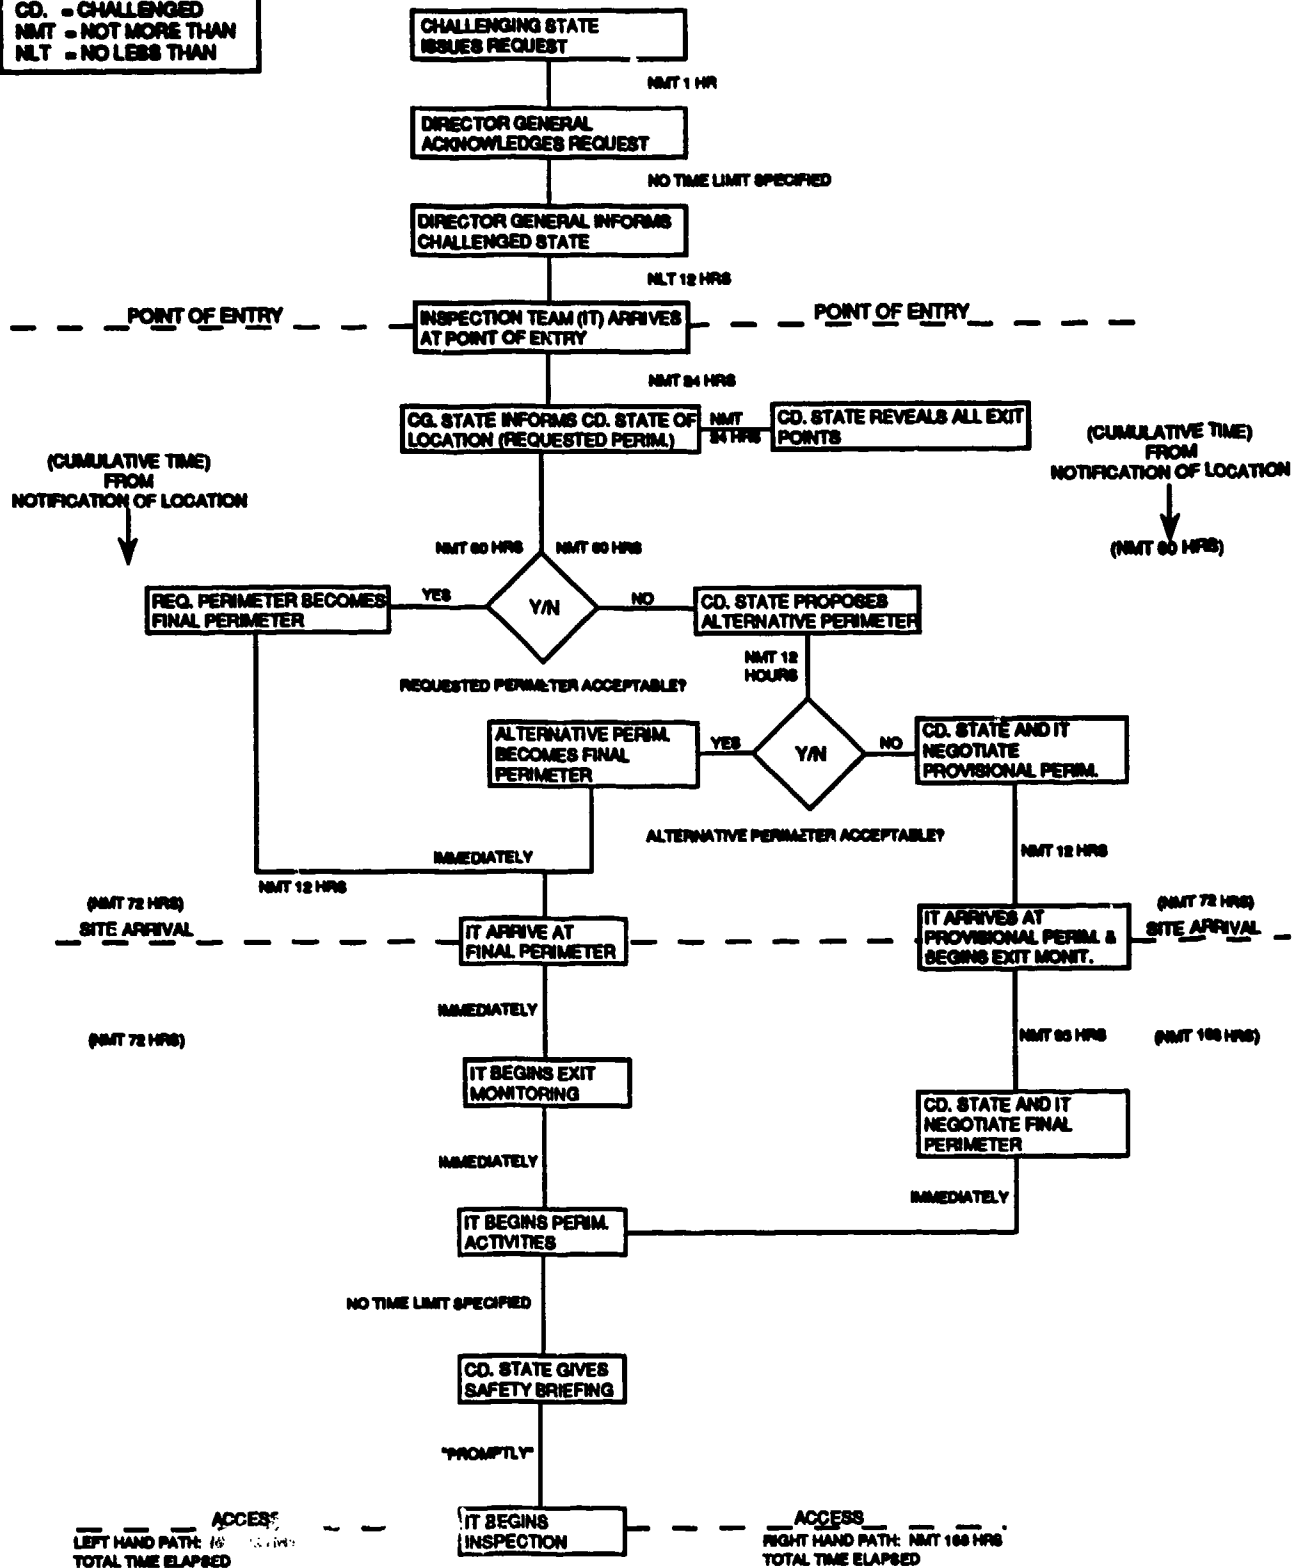 CD. = CHALLENGED
NMT = NOT MORE THAN
NLT = NO LESS THAN
CHALLENGING STATE
ISSUES REQUEST
NMT 1 HR
DIRECTOR GENERAL
ACKNOWLEDGES REQUEST
NO TIME LIMIT SPECIFIED
DIRECTOR GENERAL INFORMS
CHALLENGED STATE
NLT 12 HRS
POINT OF ENTRY
INSPECTION TEAM (IT) ARRIVES
AT POINT OF ENTRY
POINT OF ENTRY
NMT 24 HRS
CG. STATE INFORMS CD. STATE OF
LOCATION (REQUESTED PERIM.)
NMT
24 HRS
CD. STATE REVEALS ALL EXIT
POINTS
(CUMULATIVE TIME)
FROM
NOTIFICATION OF LOCATION
(CUMULATIVE TIME)
FROM
NOTIFICATION OF LOCATION
(NMT 60 HRS)
NMT 60 HRS
NMT 60 HRS
REQ. PERIMETER BECOMES
FINAL PERIMETER
YES
Y/N
NO
CD. STATE PROPOSES
ALTERNATIVE PERIMETER
REQUESTED PERIMETER ACCEPTABLE?
NMT 12
HOURS
ALTERNATIVE PERIM.
BECOMES FINAL
PERIMETER
YES
Y/N
NO
CD. STATE AND IT
NEGOTIATE
PROVISIONAL PERIM.
ALTERNATIVE PERIMETER ACCEPTABLE?
IMMEDIATELY
NMT 12 HRS
NMT 12 HRS
(NMT 72 HRS)
SITE ARRIVAL
IT ARRIVE AT
FINAL PERIMETER
IT ARRIVES AT
PROVISIONAL PERIM. &
BEGINS EXIT MONIT.
(NMT 72 HRS)
SITE ARRIVAL
IMMEDIATELY
(NMT 72 HRS)
NMT 95 HRS
(NMT 168 HRS)
IT BEGINS EXIT
MONITORING
CD. STATE AND IT
NEGOTIATE FINAL
PERIMETER
IMMEDIATELY
IMMEDIATELY
IT BEGINS PERIM.
ACTIVITIES
NO TIME LIMIT SPECIFIED
CD. STATE GIVES
SAFETY BRIEFING
"PROMPTLY"
ACCESS
LEFT HAND PATH:
TOTAL TIME ELAPSED
IT BEGINS
INSPECTION
ACCESS
RIGHT HAND PATH: NMT 168 HRS
TOTAL TIME ELAPSED